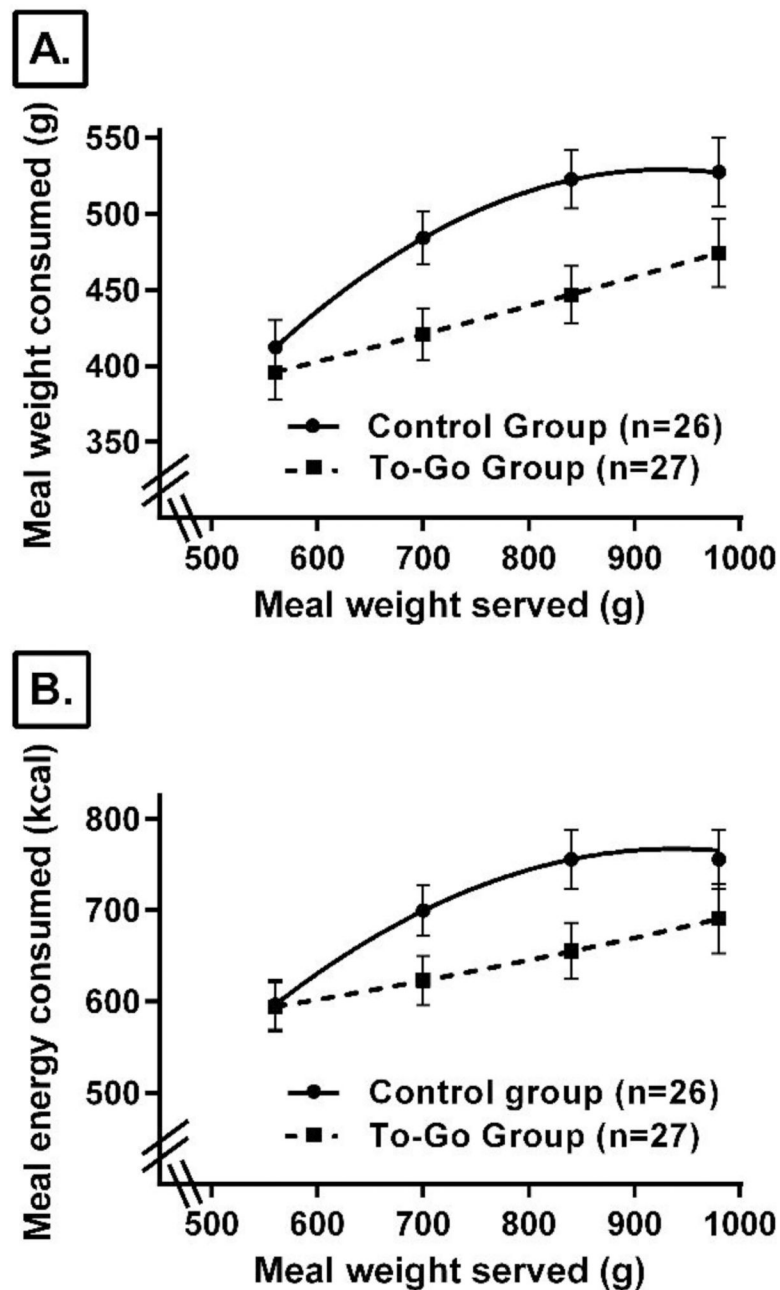 A.
Meal weight consumed (g)
550
500
450
400
350
Control Group (n=26)
To-Go Group (n=27)
500 600 700 800 900 1000
Meal weight served (g)
B.
Meal energy consumed (kcal)
800
700
600
500
Control group (n=26)
To-Go Group (n=27)
500 600 700 800 900 1000
Meal weight served (g)